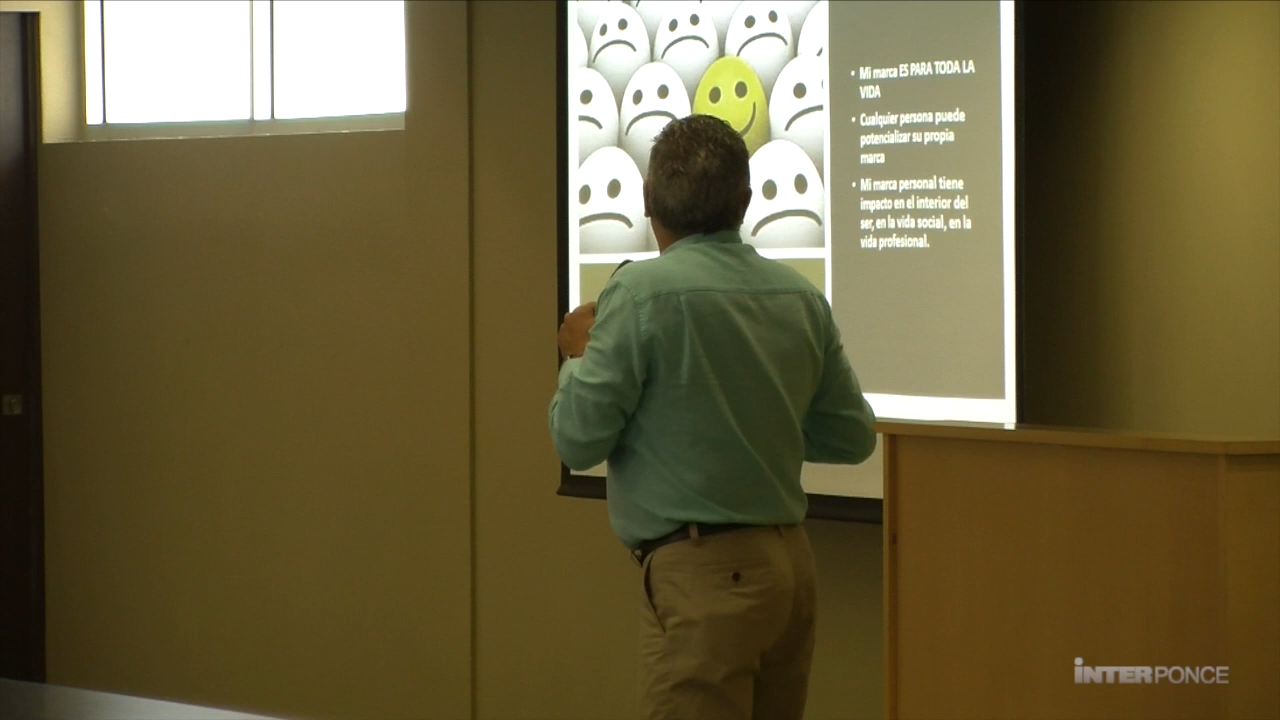 • Mi marca ES PARA TODA LA
VIDA
• Cualquier persona puede
potencializar su propia
marca
• Mi marca personal tiene
impacto en el interior del
ser, en la vida social, en la
vida profesional.
INTERPONCE